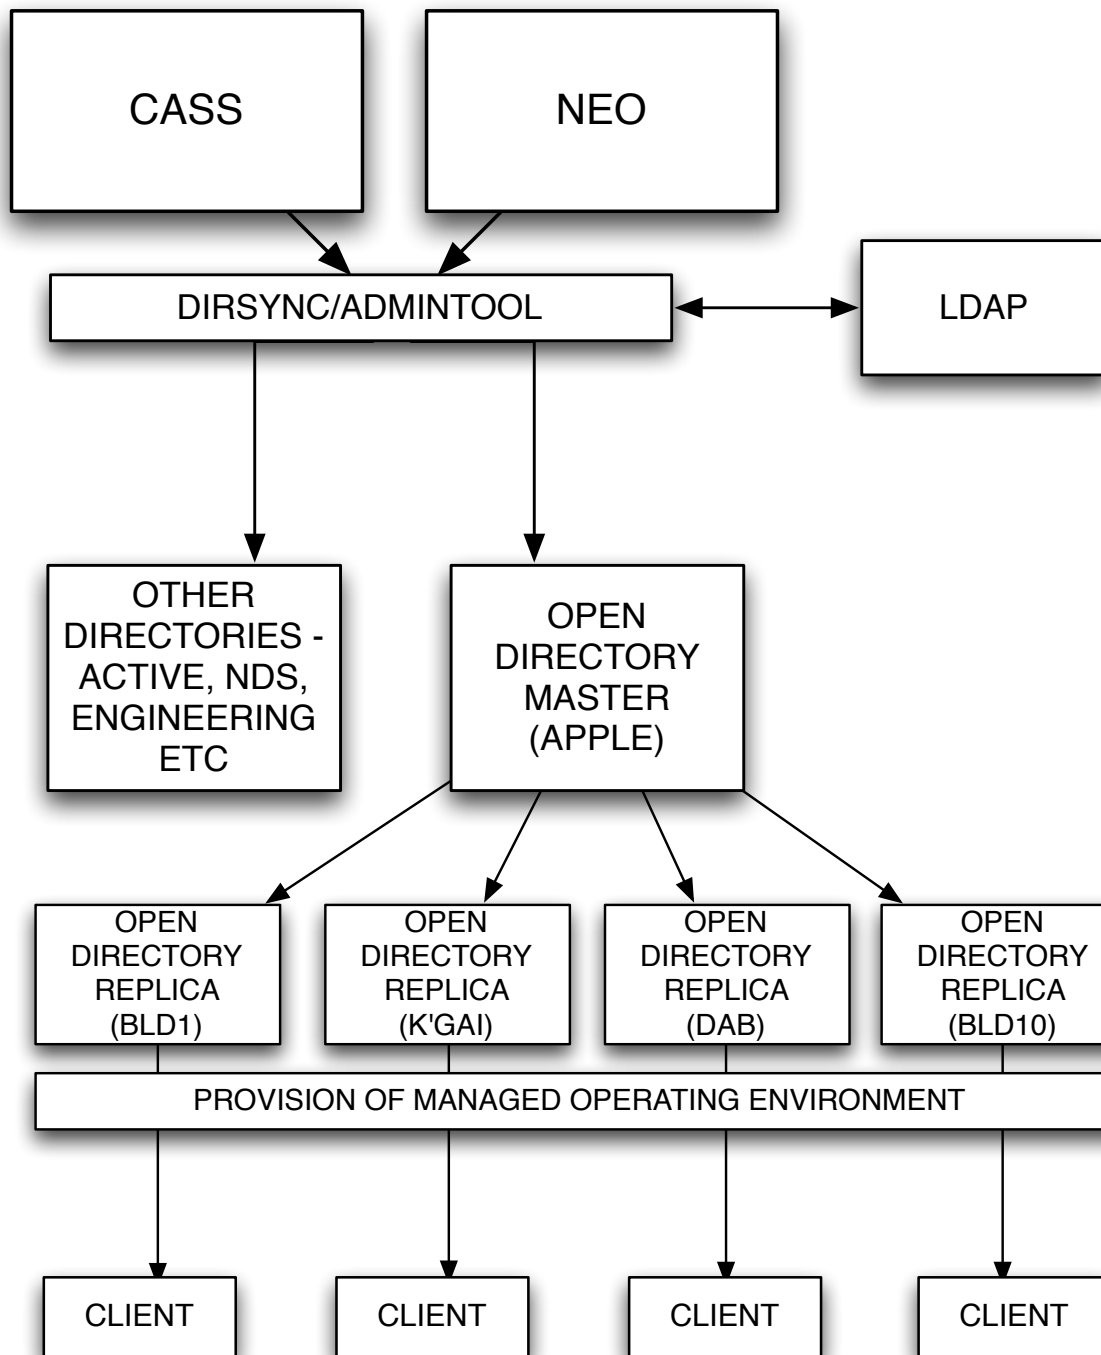 CASS
NEO
DIRSYNC/ADMINTOOL
LDAP
OTHER
DIRECTORIES -
ACTIVE, NDS,
ENGINEERING
ETC
OPEN
DIRECTORY
MASTER
(APPLE)
OPEN
DIRECTORY
REPLICA
(BLD1)
OPEN
DIRECTORY
REPLICA
(K'GAI)
OPEN
DIRECTORY
REPLICA
(DAB)
OPEN
DIRECTORY
REPLICA
(BLD10)
PROVISION OF MANAGED OPERATING ENVIRONMENT
CLIENT
CLIENT
CLIENT
CLIENT